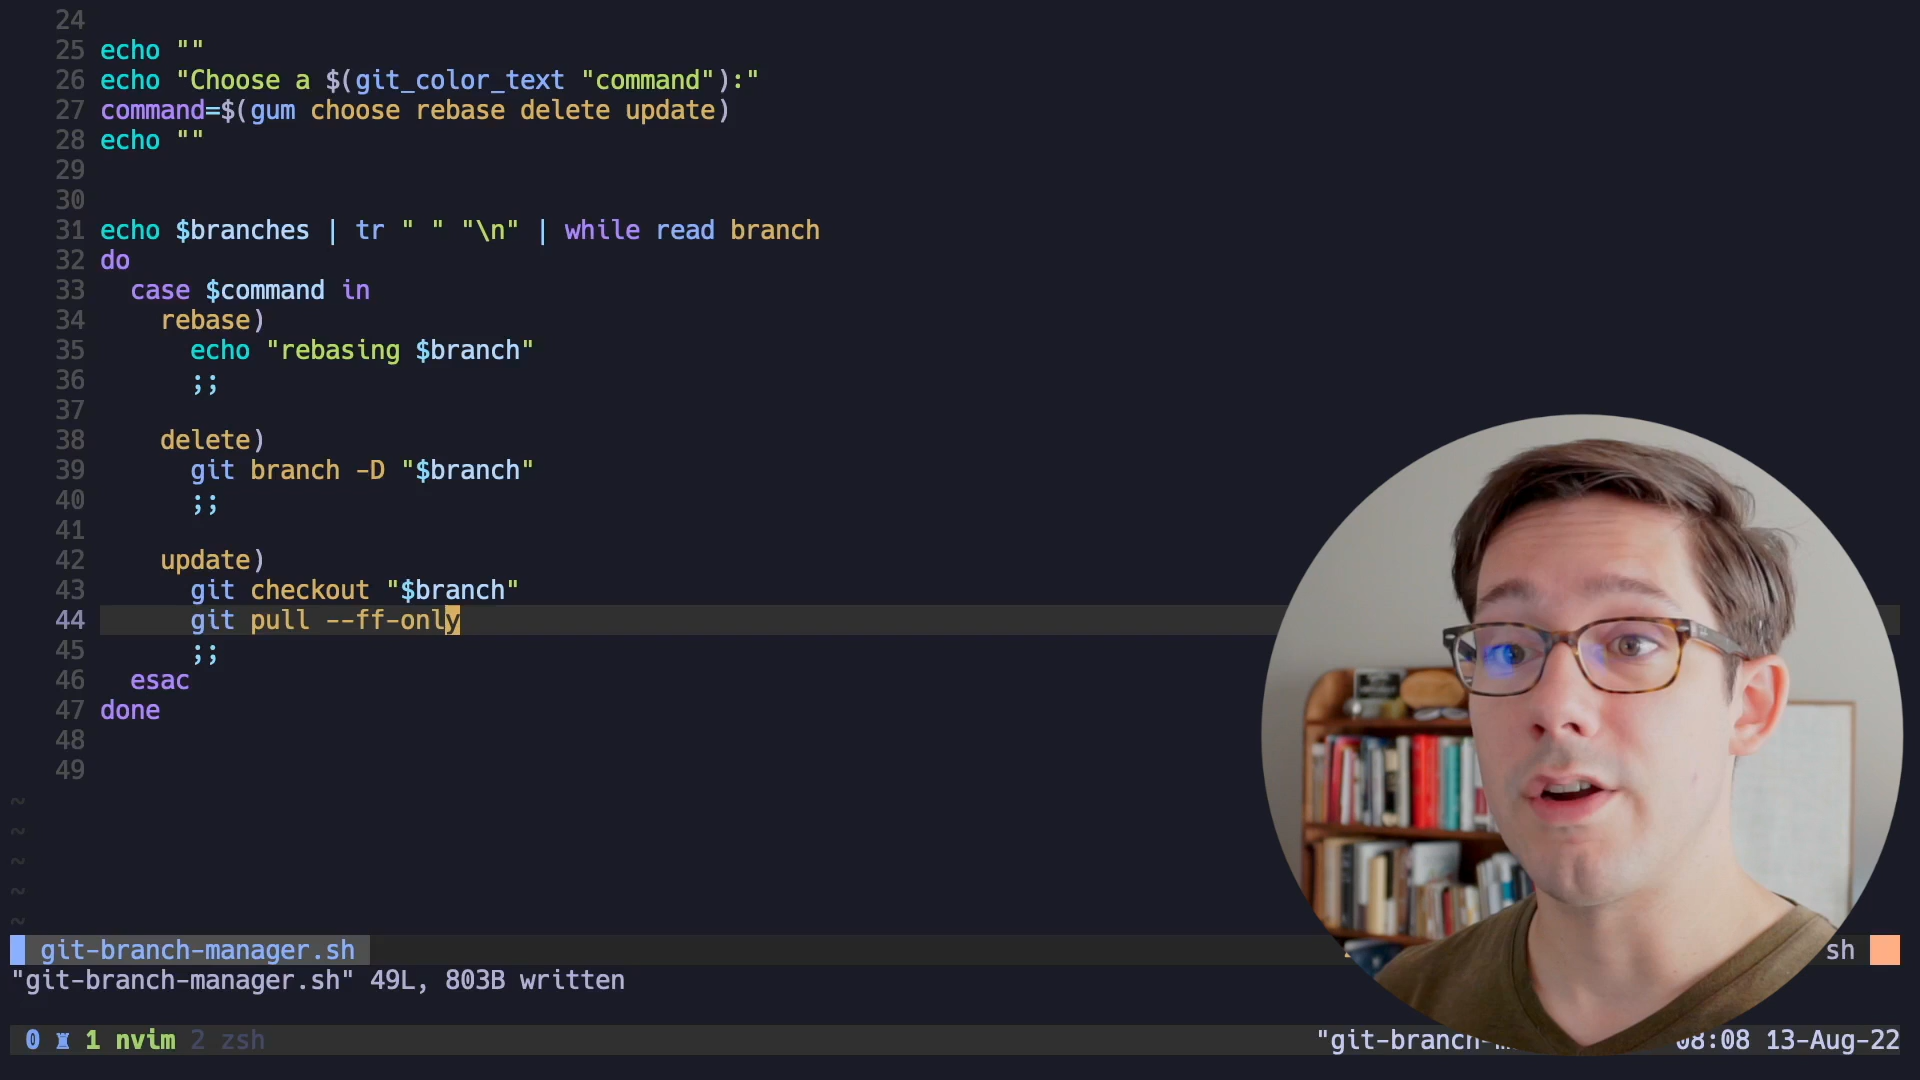 24
25 echo ""
26 echo "Choose a $(git_color_text "command"):"
27 command=$(gum choose rebase delete update)
28 echo ""
29
30
31 echo $branches | tr " " "\n" | while read branch
32 do
33   case $command in
34     rebase)
35       echo "rebasing $branch"
36       ;;
37
38     delete)
39       git branch -D "$branch"
40       ;;
41
42     update)
43       git checkout "$branch"
44       git pull --ff-only
45       ;;
46   esac
47 done
48
49
~
~
~
~
~
git-branch-manager.sh sh
"git-branch-manager.sh" 49L, 803B written
0 1 nvim 2 zsh "git-branch- 08:08 13-Aug-22